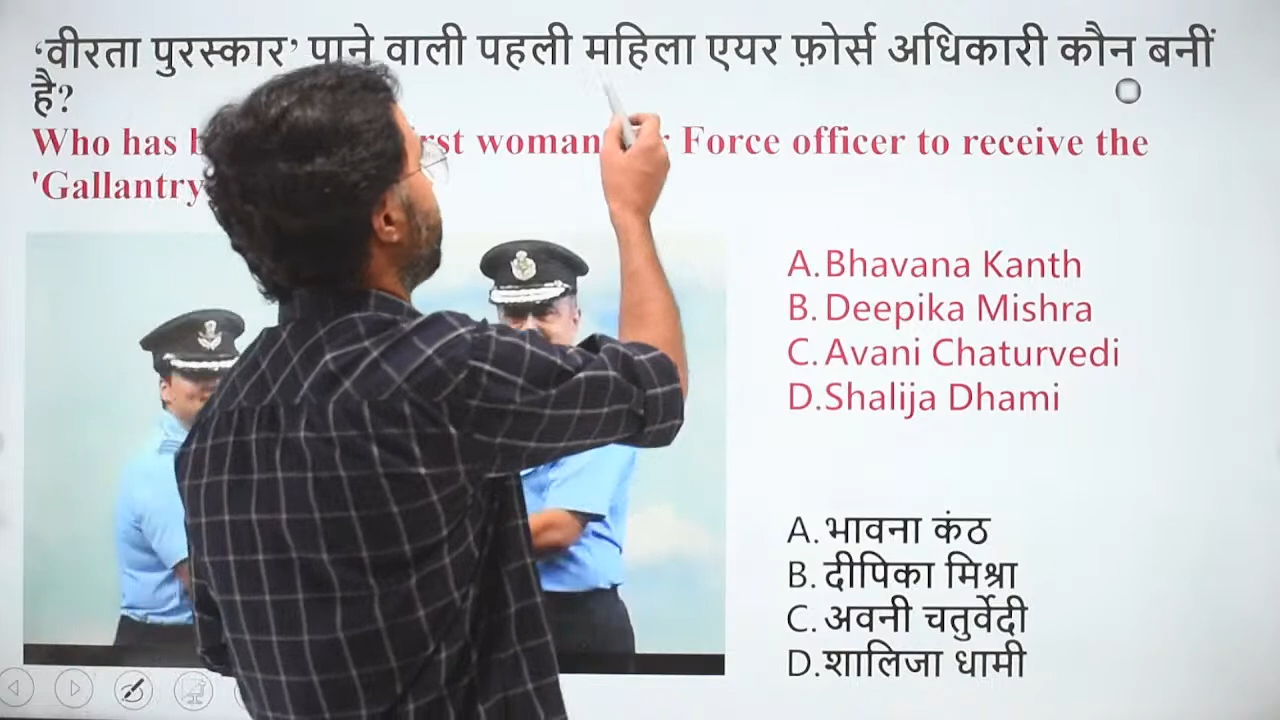 ‘वीरता पुरस्कार’ पाने वाली पहली महिला एयर फ़ोर्स अधिकारी कौन बनीं
है?
Who has woman Force officer to receive the
'Gallantry
A. Bhavana Kanth
B. Deepika Mishra
C. Avani Chaturvedi
D. Shalija Dhami
A. भावना कंठ
B. दीपिका मिश्रा
C. अवनी चतुर्वेदी
D. शालिजा धामी